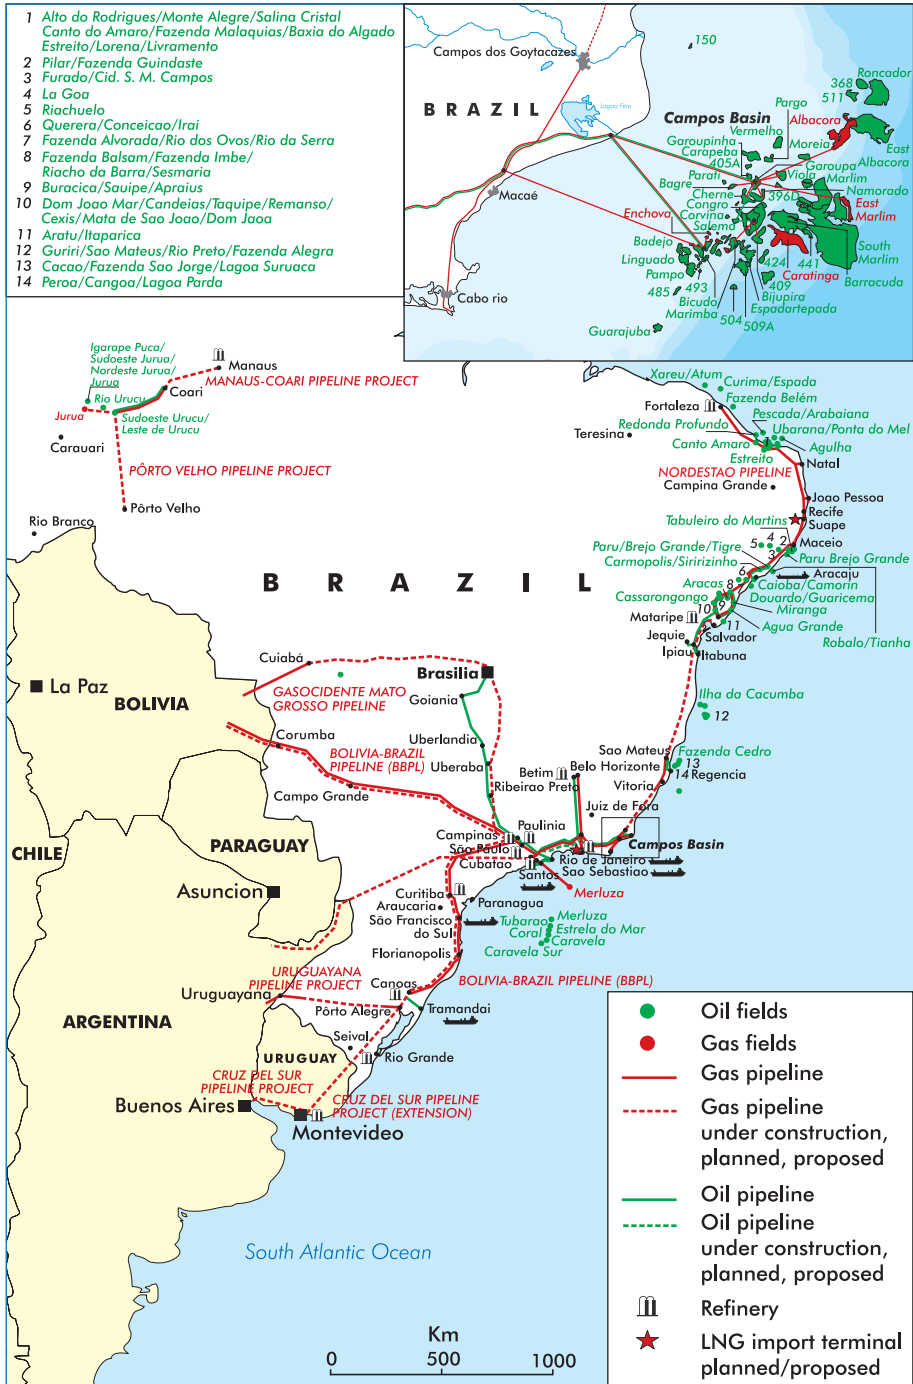 1 Alto do Rodrigues/Monte Alegre/Salina Cristal
Canto do Amaro/Fazenda Malaquias/Baxia do Algado
Estreito/Lorena/Livramento
2 Pilar/Fazenda Guindaste
3 Furado/Cid. S. M. Campos
4 La Goa
5 Riachuelo
6 Querera/Conceicao/Irai
7 Fazenda Alvorada/Rio dos Ovos/Rio da Serra
8 Fazenda Balsam/Fazenda Imbe/
Riacho da Barra/Sesmaria
9 Buracica/Sauipe/Apraius
10 Dom Joao Mar/Candeias/Taquipe/Remanso/
Cexis/Mata de Sao Joao/Dom Jaoa
11 Aratu/Itaparica
12 Guriri/Sao Mateus/Rio Preto/Fazenda Alegra
13 Cacao/Fazenda Sao Jorge/Lagoa Suruaca
14 Peroa/Cangoa/Lagoa Parda
150
Campos dos Goytacazes
BRAZIL
Lagoa Feia
Campos Basin
Roncador
368
511
Pargo
Albacora
Vermelho
Garoupinha
Carapeba
405A
Moreia
East
Albacora
Garoupa
Marlim
Parati
Viola
Bagre
Namorado
Cherne
396D
East
Marlim
Congro
Corvina
Enchova
Salema
Macaé
Badejo
Linguado
Pampo
South
Marlim
424
441
Caratinga
Barracuda
485
493
409
Bicudo
Bijupira
Marimba
Espadartepada
504
509A
Cabo rio
Guarajuba
Igarape Puca/
Sudoeste Jurua/
Nordeste Jurua/
Jurua
Manaus
MANAUS-COARI PIPELINE PROJECT
Coari
Rio Urucu
Jurua
Sudoeste Urucu/
Leste de Urucu
Carauari
PÔRTO VELHO PIPELINE PROJECT
Pôrto Velho
Rio Branco
Xareu/Atum
Curima/Espada
Fazenda Belém
Fortaleza
Pescada/Arabaiana
Redonda Profundo
Ubarana/Ponta do Mel
Teresina
1
Canto Amaro
Agulha
Estreito
Natal
NORDESTAO PIPELINE
Campina Grande
Joao Pessoa
Recife
Suape
Tabuleiro do Martins
4
5
2
3
Maceio
Paru/Brejo Grande/Tigre
Paru Brejo Grande
Carmopolis/Siririzinho
6
Aracaju
BRAZIL
Aracas
7
8
Caioba/Camorin
Cassarongongo
Douardo/Guaricema
10
9
Miranga
Mataripe
11
Agua Grande
Salvador
Robalo/Tianha
Jequie
Ipiau
Itabuna
Cuiabá
Brasilia
La Paz
GASOCIDENTE MATO
GROSSO PIPELINE
Goiania
BOLIVIA
Ilha da Cacumba
12
Corumba
Uberlandia
BOLIVIA-BRAZIL
PIPELINE (BBPL)
Uberaba
Sao Mateus
Fazenda Cedro
Betim
Belo Horizonte
13
14
Regencia
Campo Grande
Ribeirao Preto
Vitoria
Juiz de Fora
Paulinia
Campinas
PARAGUAY
CHILE
São Paulo
Campos Basin
Cubatao
Rio de Janeiro
Santos
Sao Sebastiao
Asuncion
Curitiba
Merluza
Araucaria
Paranagua
São Francisco
do Sul
Tubarao
Merluza
Coral
Estrela do Mar
Caravela
Caravela Sur
Florianopolis
URUGUAYANA
PIPELINE PROJECT
BOLIVIA-BRAZIL PIPELINE (BBPL)
Uruguayana
Canoas
Pôrto Alegre
Tramandai
ARGENTINA
Seival
URUGUAY
Rio Grande
CRUZ DEL SUR
PIPELINE PROJECT
Buenos Aires
CRUZ DEL SUR PIPELINE
PROJECT (EXTENSION)
Montevideo
South Atlantic Ocean
Km
0 500 1000
Oil fields
Gas fields
Gas pipeline
Gas pipeline
under construction,
planned, proposed
Oil pipeline
Oil pipeline
under construction,
planned, proposed
Refinery
LNG import terminal
planned/proposed